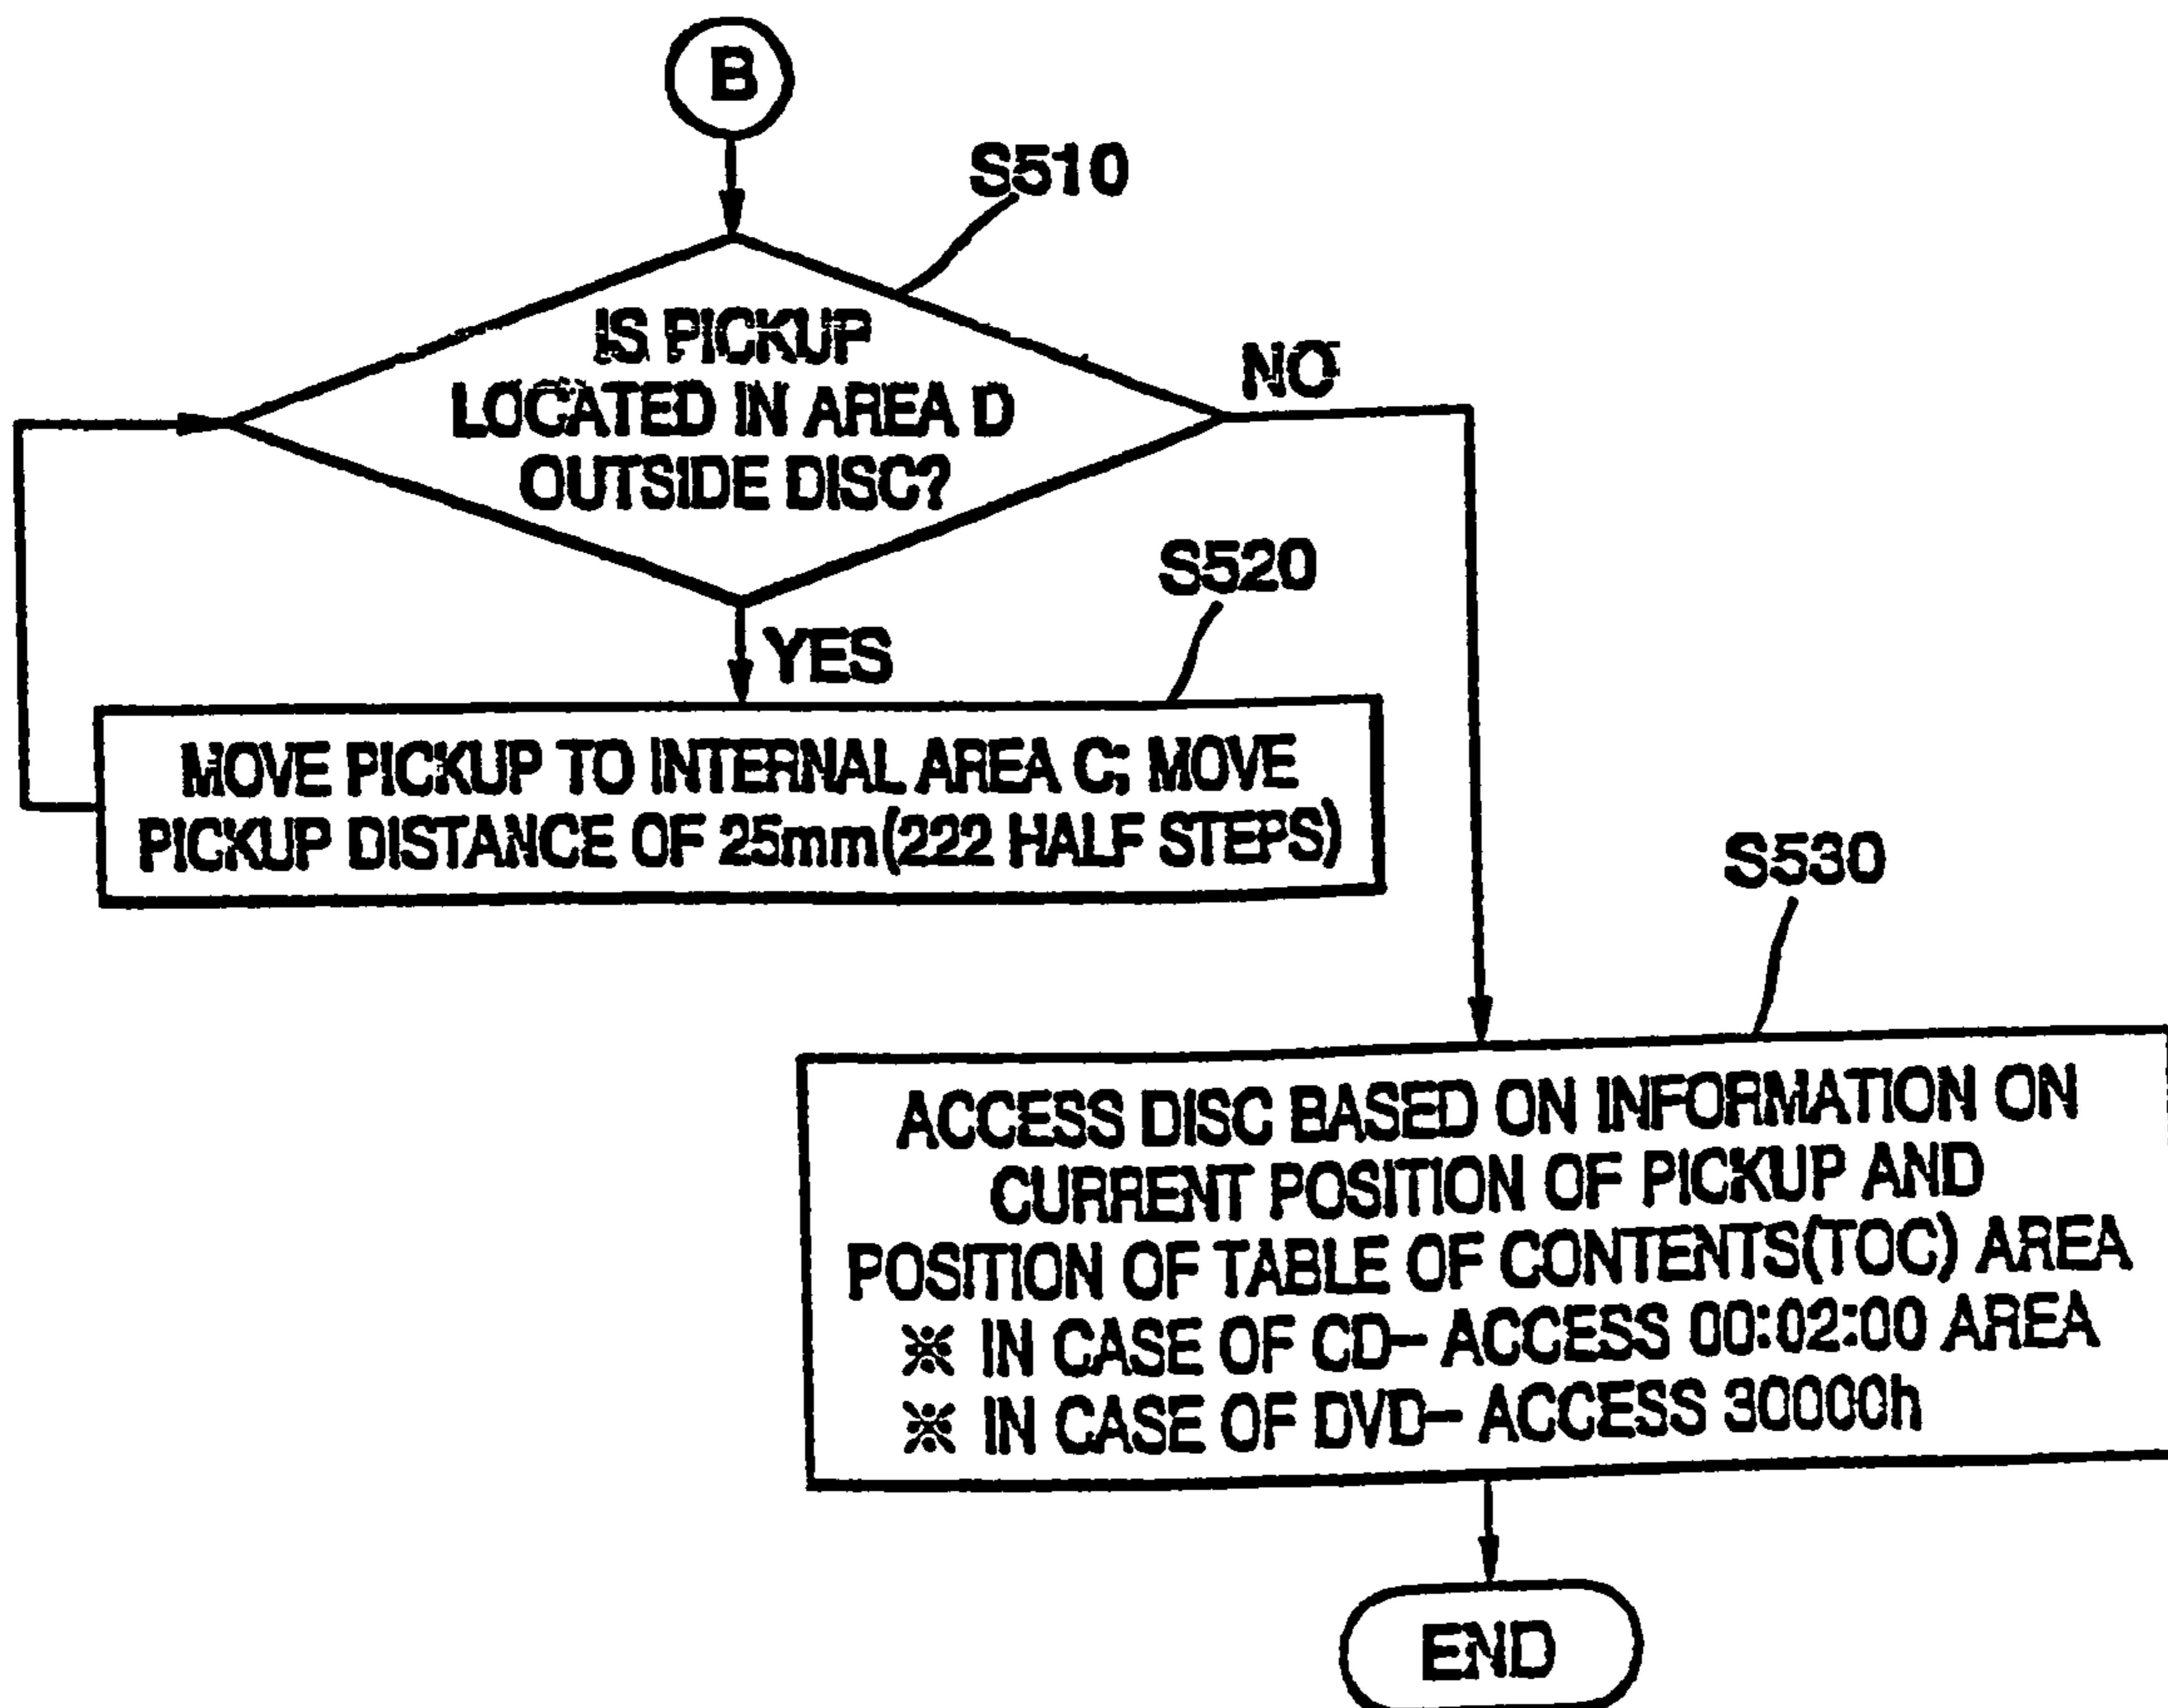 B
S510
IS PICKUP
LOCATED IN AREA D
OUTSIDE DISC?
NO
YES
S520
MOVE PICKUP TO INTERNAL AREA C; MOVE
PICKUP DISTANCE OF 25mm(222 HALF STEPS)
S530
ACCESS DISC BASED ON INFORMATION ON
CURRENT POSITION OF PICKUP AND
POSITION OF TABLE OF CONTENTS(TOC) AREA
※ IN CASE OF CD- ACCESS 00:02:00 AREA
※ IN CASE OF DVD- ACCESS 30000h
END